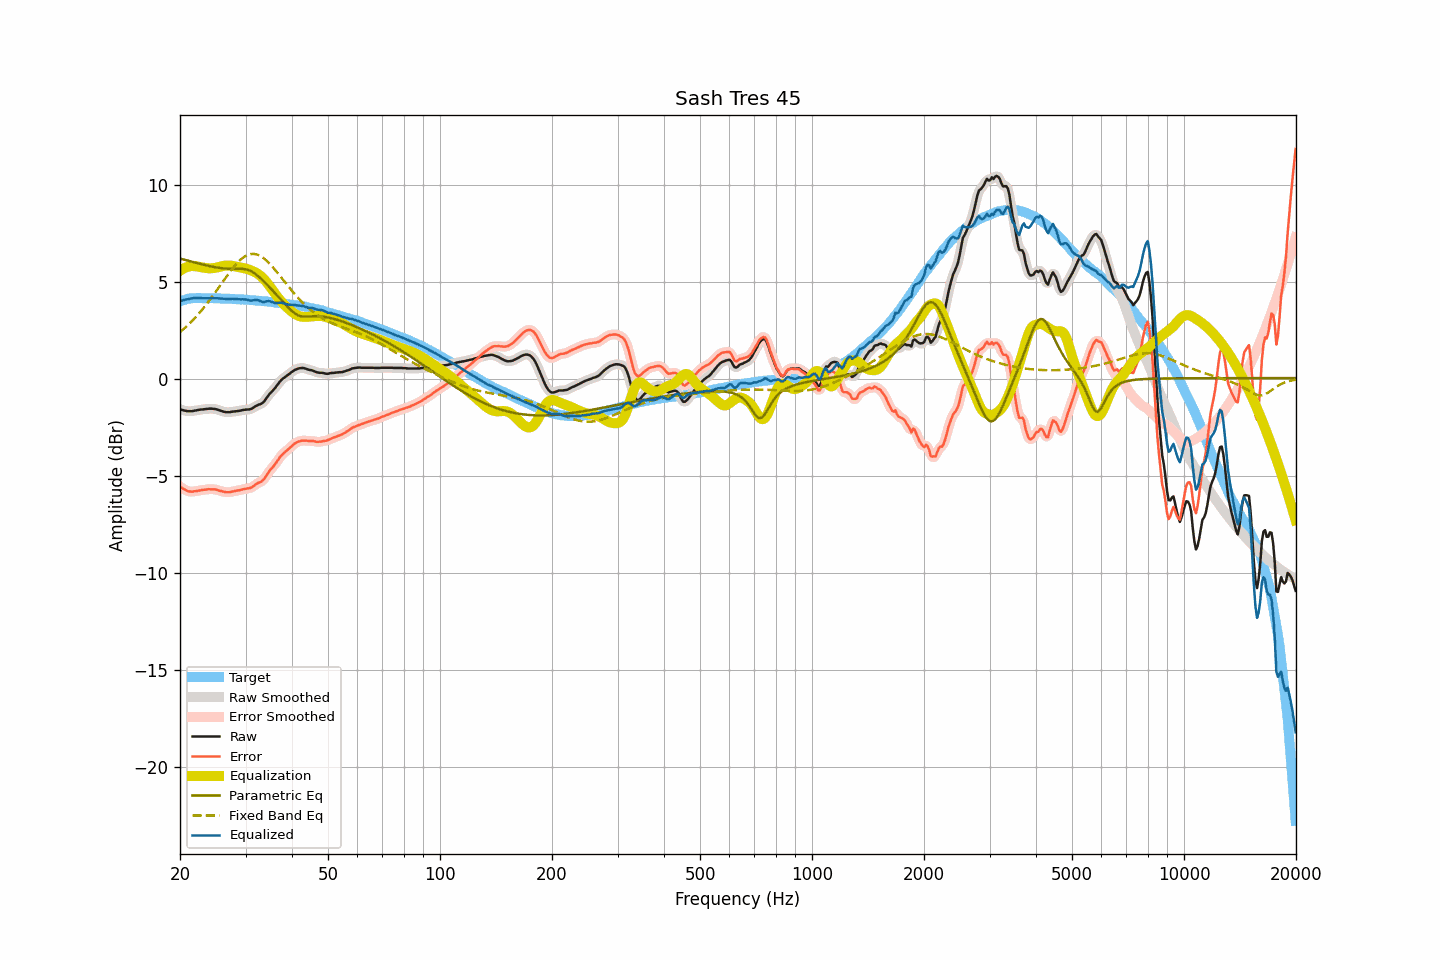 Sash Tres 45
10
5
0
−5
−10
−15
−20
Amplitude (dBr)
Target
Raw Smoothed
Error Smoothed
Raw
Error
Equalization
Parametric Eq
Fixed Band Eq
Equalized
20 50 100 200 500 1000 2000 5000 10000 20000
Frequency (Hz)